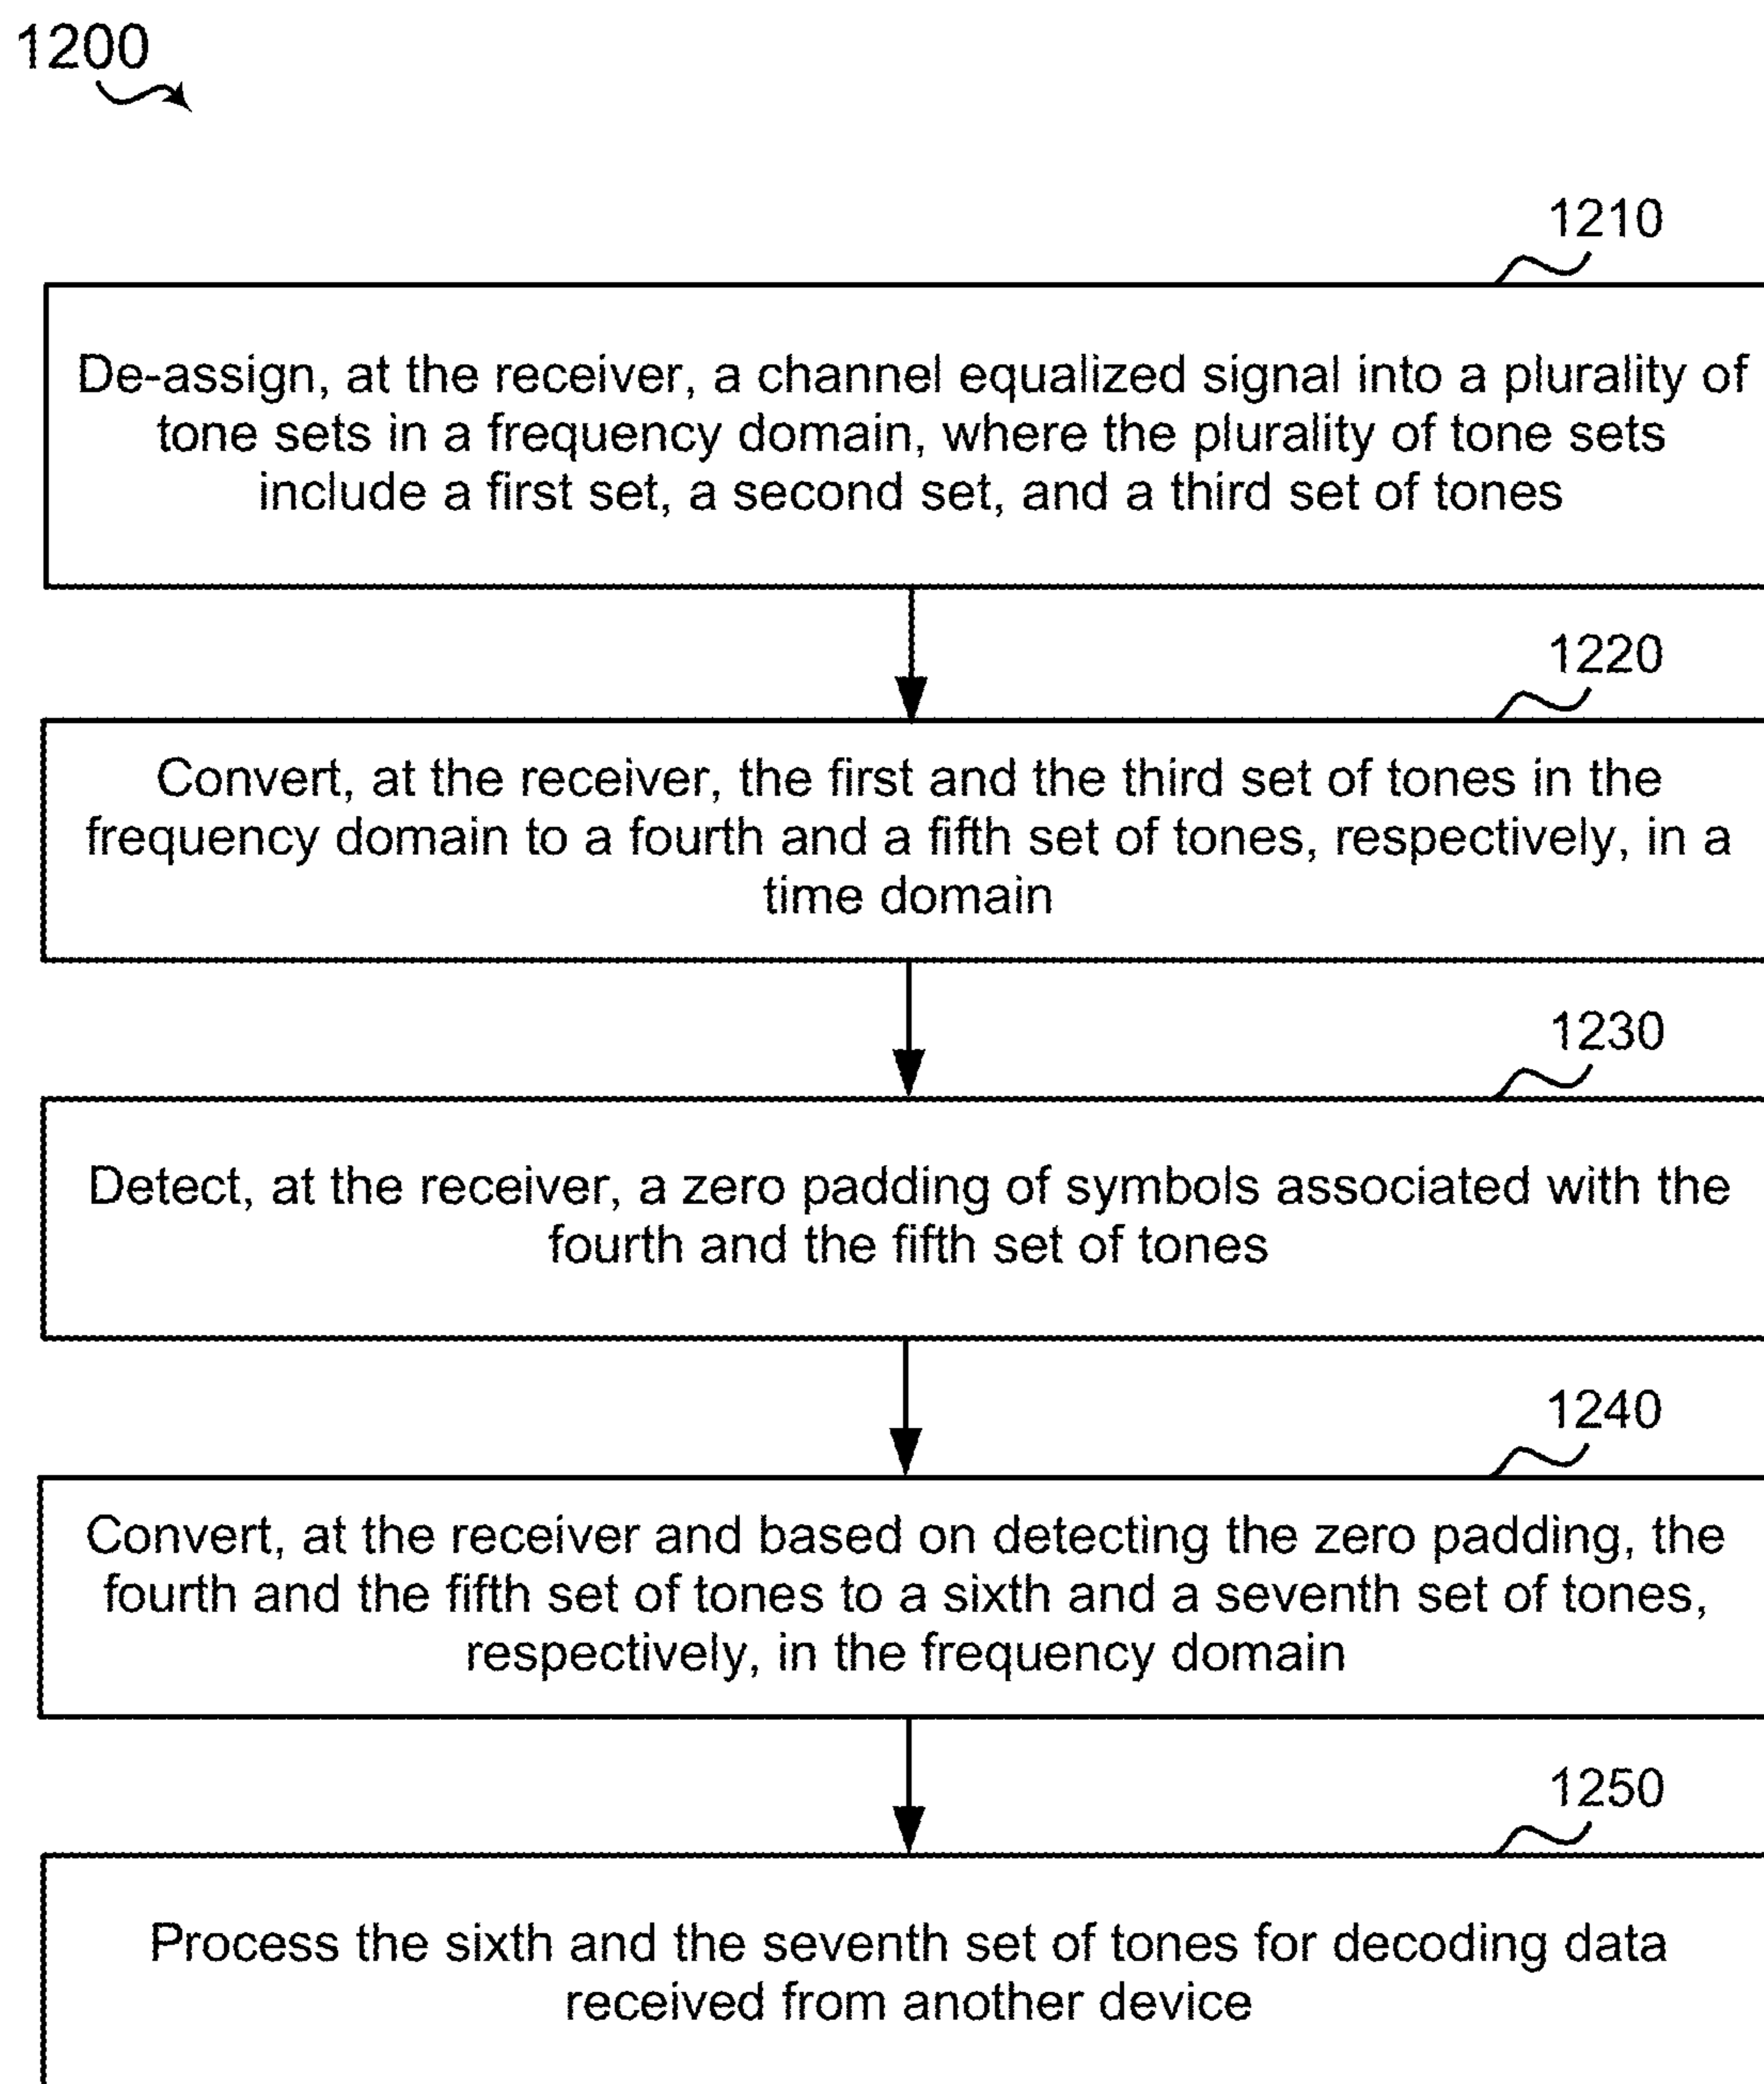 1200
1210
De-assign, at the receiver, a channel equalized signal into a plurality of
tone sets in a frequency domain, where the plurality of tone sets
include a first set, a second set, and a third set of tones
1220
Convert, at the receiver, the first and the third set of tones in the
frequency domain to a fourth and a fifth set of tones, respectively, in a
time domain
1230
Detect, at the receiver, a zero padding of symbols associated with the
fourth and the fifth set of tones
1240
Convert, at the receiver and based on detecting the zero padding, the
fourth and the fifth set of tones to a sixth and a seventh set of tones,
respectively, in the frequency domain
1250
Process the sixth and the seventh set of tones for decoding data
received from another device